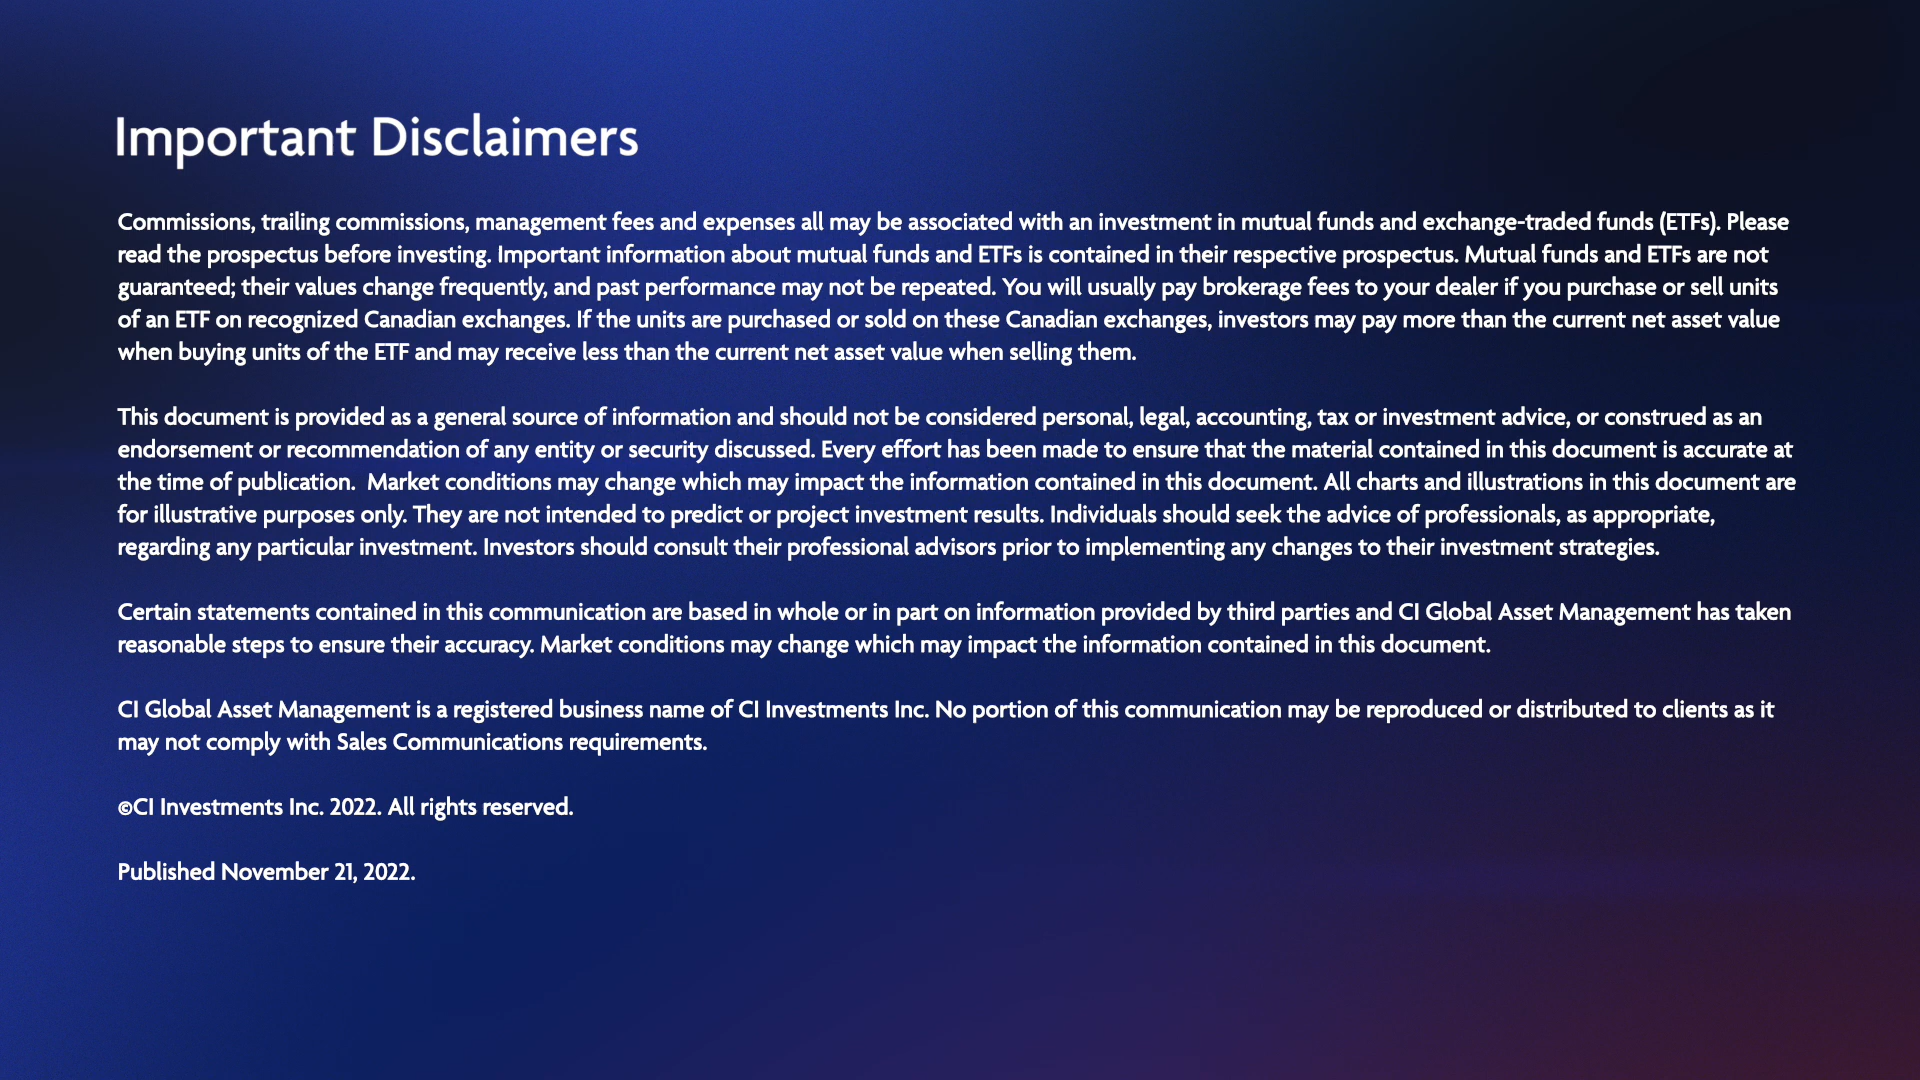 Important Disclaimers
Commissions, trailing commissions, management fees and expenses all may be associated with an investment in mutual funds and exchange-traded funds (ETFs). Please
read the prospectus before investing. Important information about mutual funds and ETFs is contained in their respective prospectus. Mutual funds and ETFs are not
guaranteed; their values change frequently, and past performance may not be repeated. You will usually pay brokerage fees to your dealer if you purchase or sell units
of an ETF on recognized Canadian exchanges. If the units are purchased or sold on these Canadian exchanges, investors may pay more than the current net asset value
when buying units of the ETF and may receive less than the current net asset value when selling them.
This document is provided as a general source of information and should not be considered personal, legal, accounting, tax or investment advice, or construed as an
endorsement or recommendation of any entity or security discussed. Every effort has been made to ensure that the material contained in this document is accurate at
the time of publication.  Market conditions may change which may impact the information contained in this document. All charts and illustrations in this document are
for illustrative purposes only. They are not intended to predict or project investment results. Individuals should seek the advice of professionals, as appropriate,
regarding any particular investment. Investors should consult their professional advisors prior to implementing any changes to their investment strategies.
Certain statements contained in this communication are based in whole or in part on information provided by third parties and CI Global Asset Management has taken
reasonable steps to ensure their accuracy. Market conditions may change which may impact the information contained in this document.
CI Global Asset Management is a registered business name of CI Investments Inc. No portion of this communication may be reproduced or distributed to clients as it
may not comply with Sales Communications requirements.
©CI Investments Inc. 2022. All rights reserved.
Published November 21, 2022.